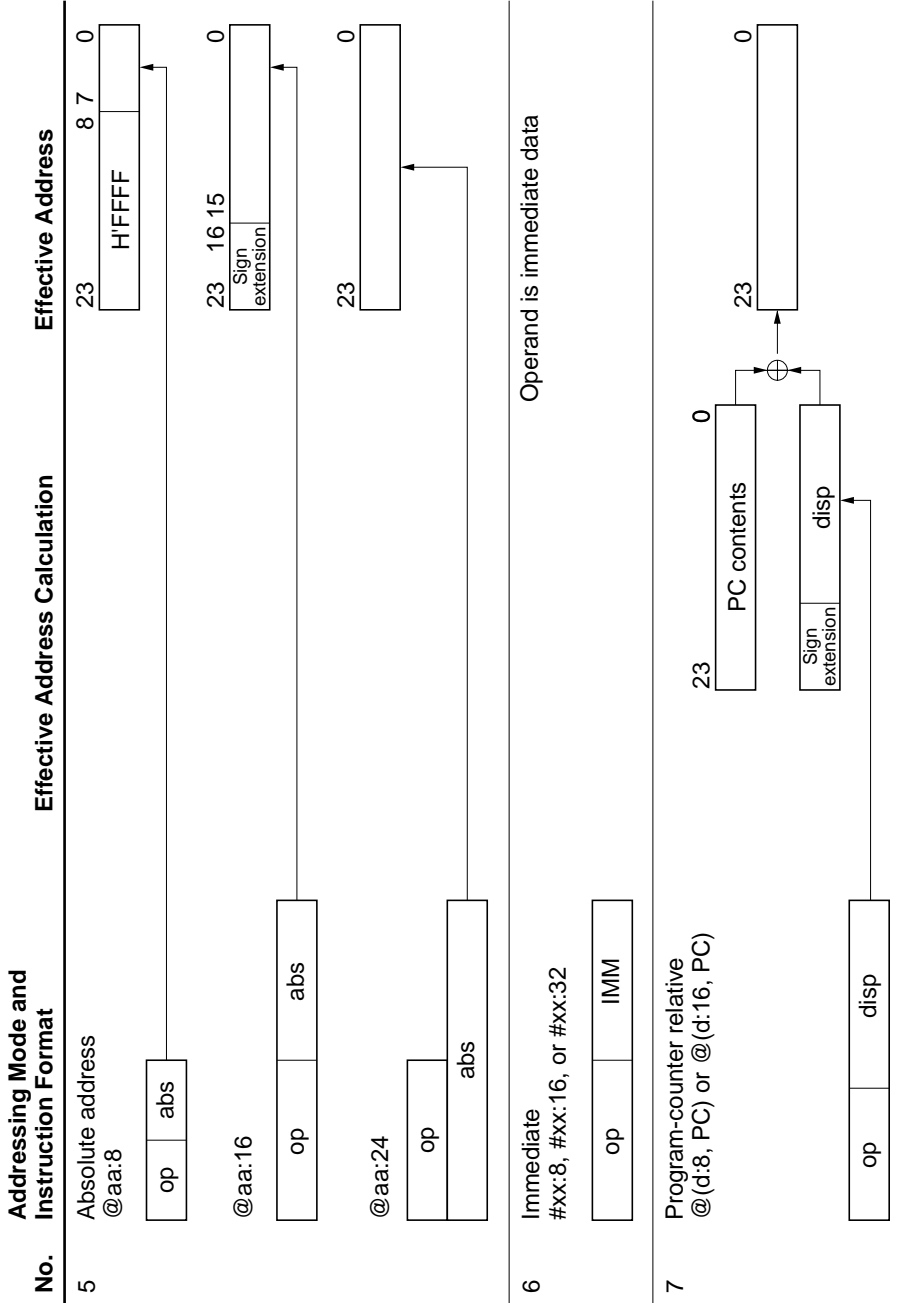 No.
Addressing Mode and
Instruction Format
Effective Address Calculation
Effective Address
5
Absolute address
@aa:8
op
abs
23
8 7
0
H'FFFF
@aa:16
op
abs
23
16 15
0
Sign
extension
@aa:24
op
abs
23
0
6
Immediate
#xx:8, #xx:16, or #xx:32
op
IMM
Operand is immediate data
7
Program-counter relative
@(d:8, PC) or @(d:16, PC)
op
disp
23
0
PC contents
Sign
extension
disp
23
0